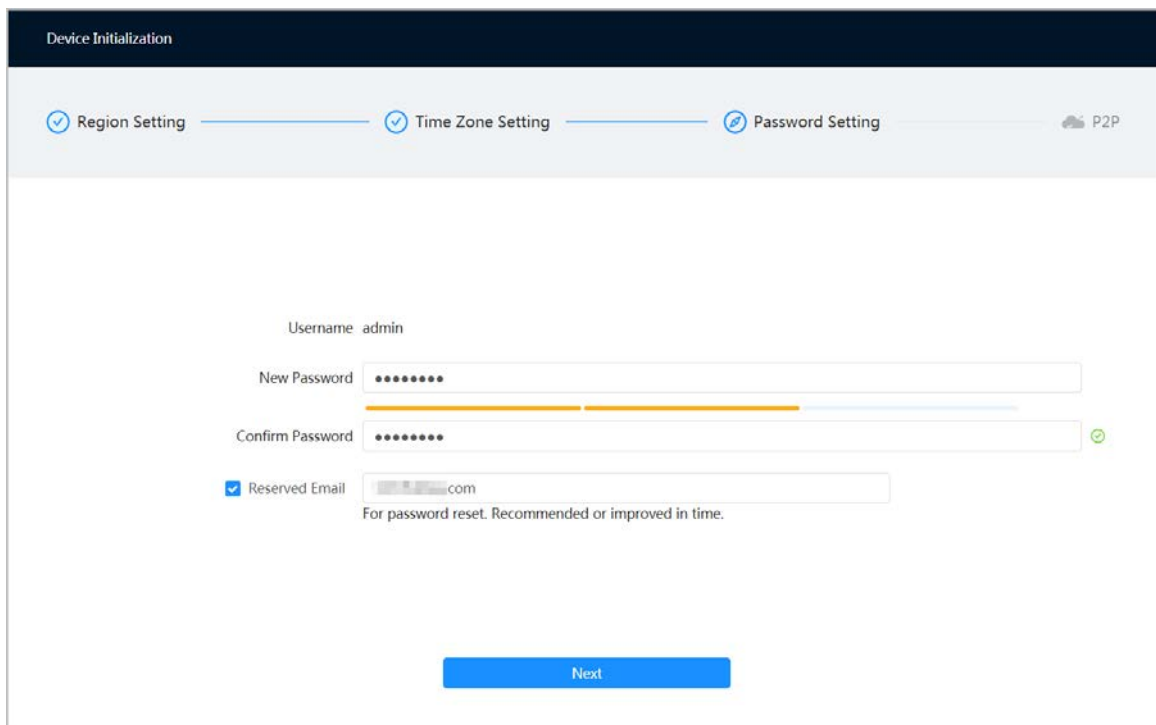 Device Initialization
Region Setting
Time Zone Setting
Password Setting
P2P
Username admin
New Password ••••••••
Confirm Password ••••••••
Reserved Email com
For password reset. Recommended or improved in time.
Next